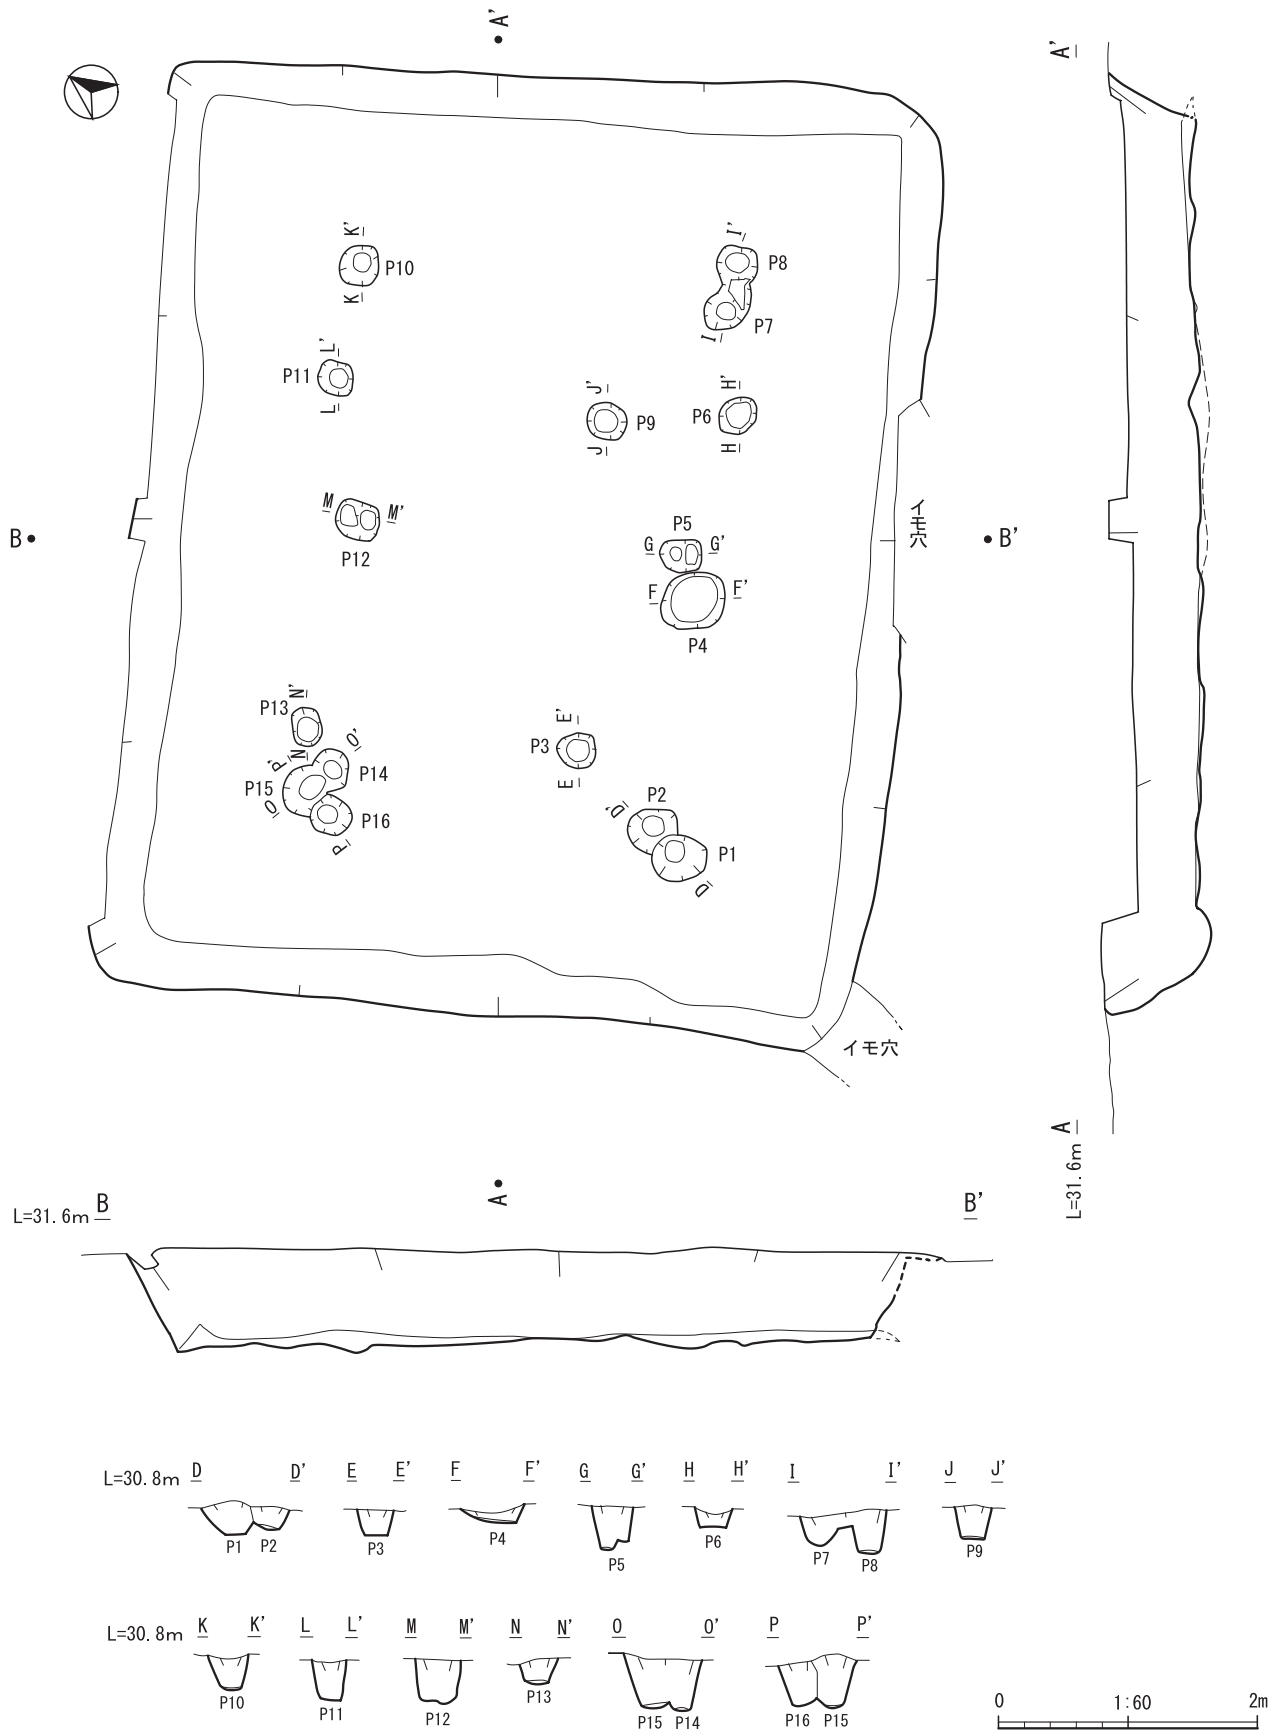 A'
A'
K'
K
P10
I'
P8
P7
I
L'
P11
L
J'
P9
J
H'
P6
H
M
M'
P12
B
B'
イモ穴
P5
G
G'
F
F'
P4
N'
P13
N
O'
P'
P14
P15
O
P16
P
E'
P3
E
D'
P2
P1
D
イモ穴
A
L=31.6m
A
L=31.6m
B
B'
L=30.8m
D D' E E' F F' G G' H H' I I' J J'
P1 P2 P3 P4 P5 P6 P7 P8 P9
L=30.8m
K K' L L' M M' N N' O O' P P'
P10 P11 P12 P13 P15 P14 P16 P15
0 1:60 2m